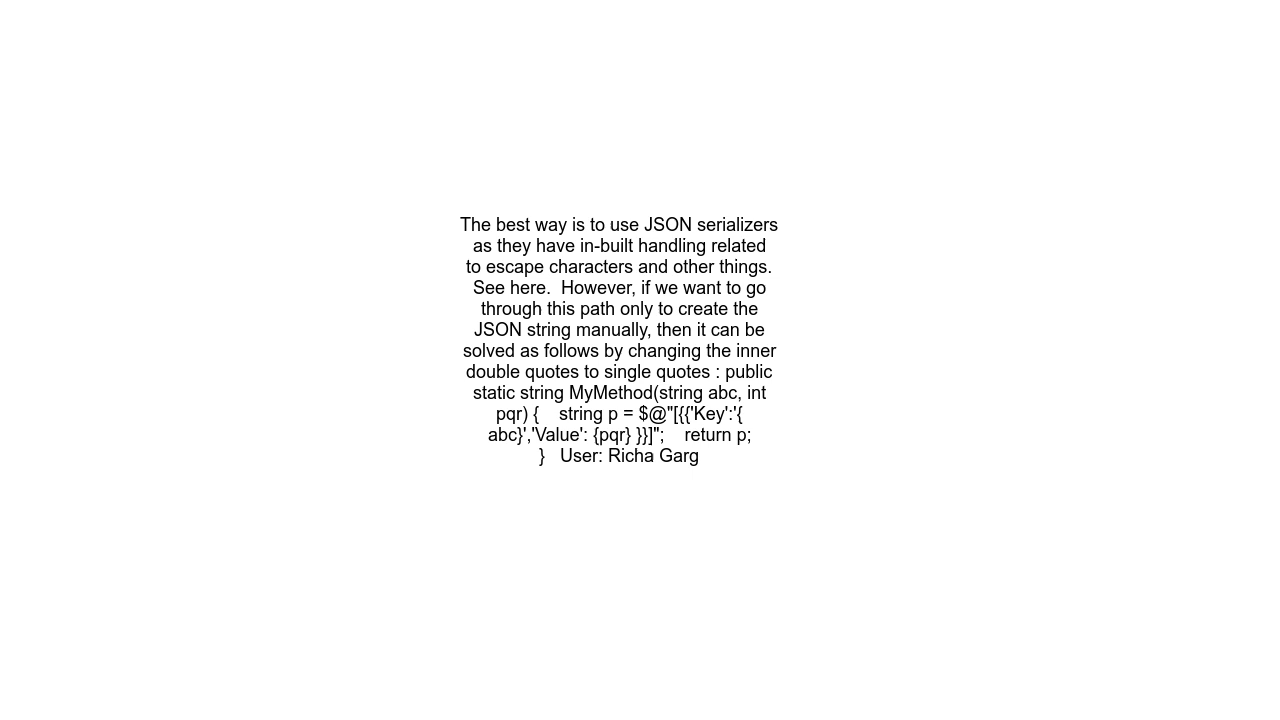 The best way is to use JSON serializers
as they have in-built handling related
to escape characters and other things.
See here.  However, if we want to go
through this path only to create the
JSON string manually, then it can be
solved as follows by changing the inner
double quotes to single quotes : public
static string MyMethod(string abc, int
pqr) {    string p = $@"[{{'Key':'{
abc}','Value': {pqr} }}]";    return p;
}   User: Richa Garg